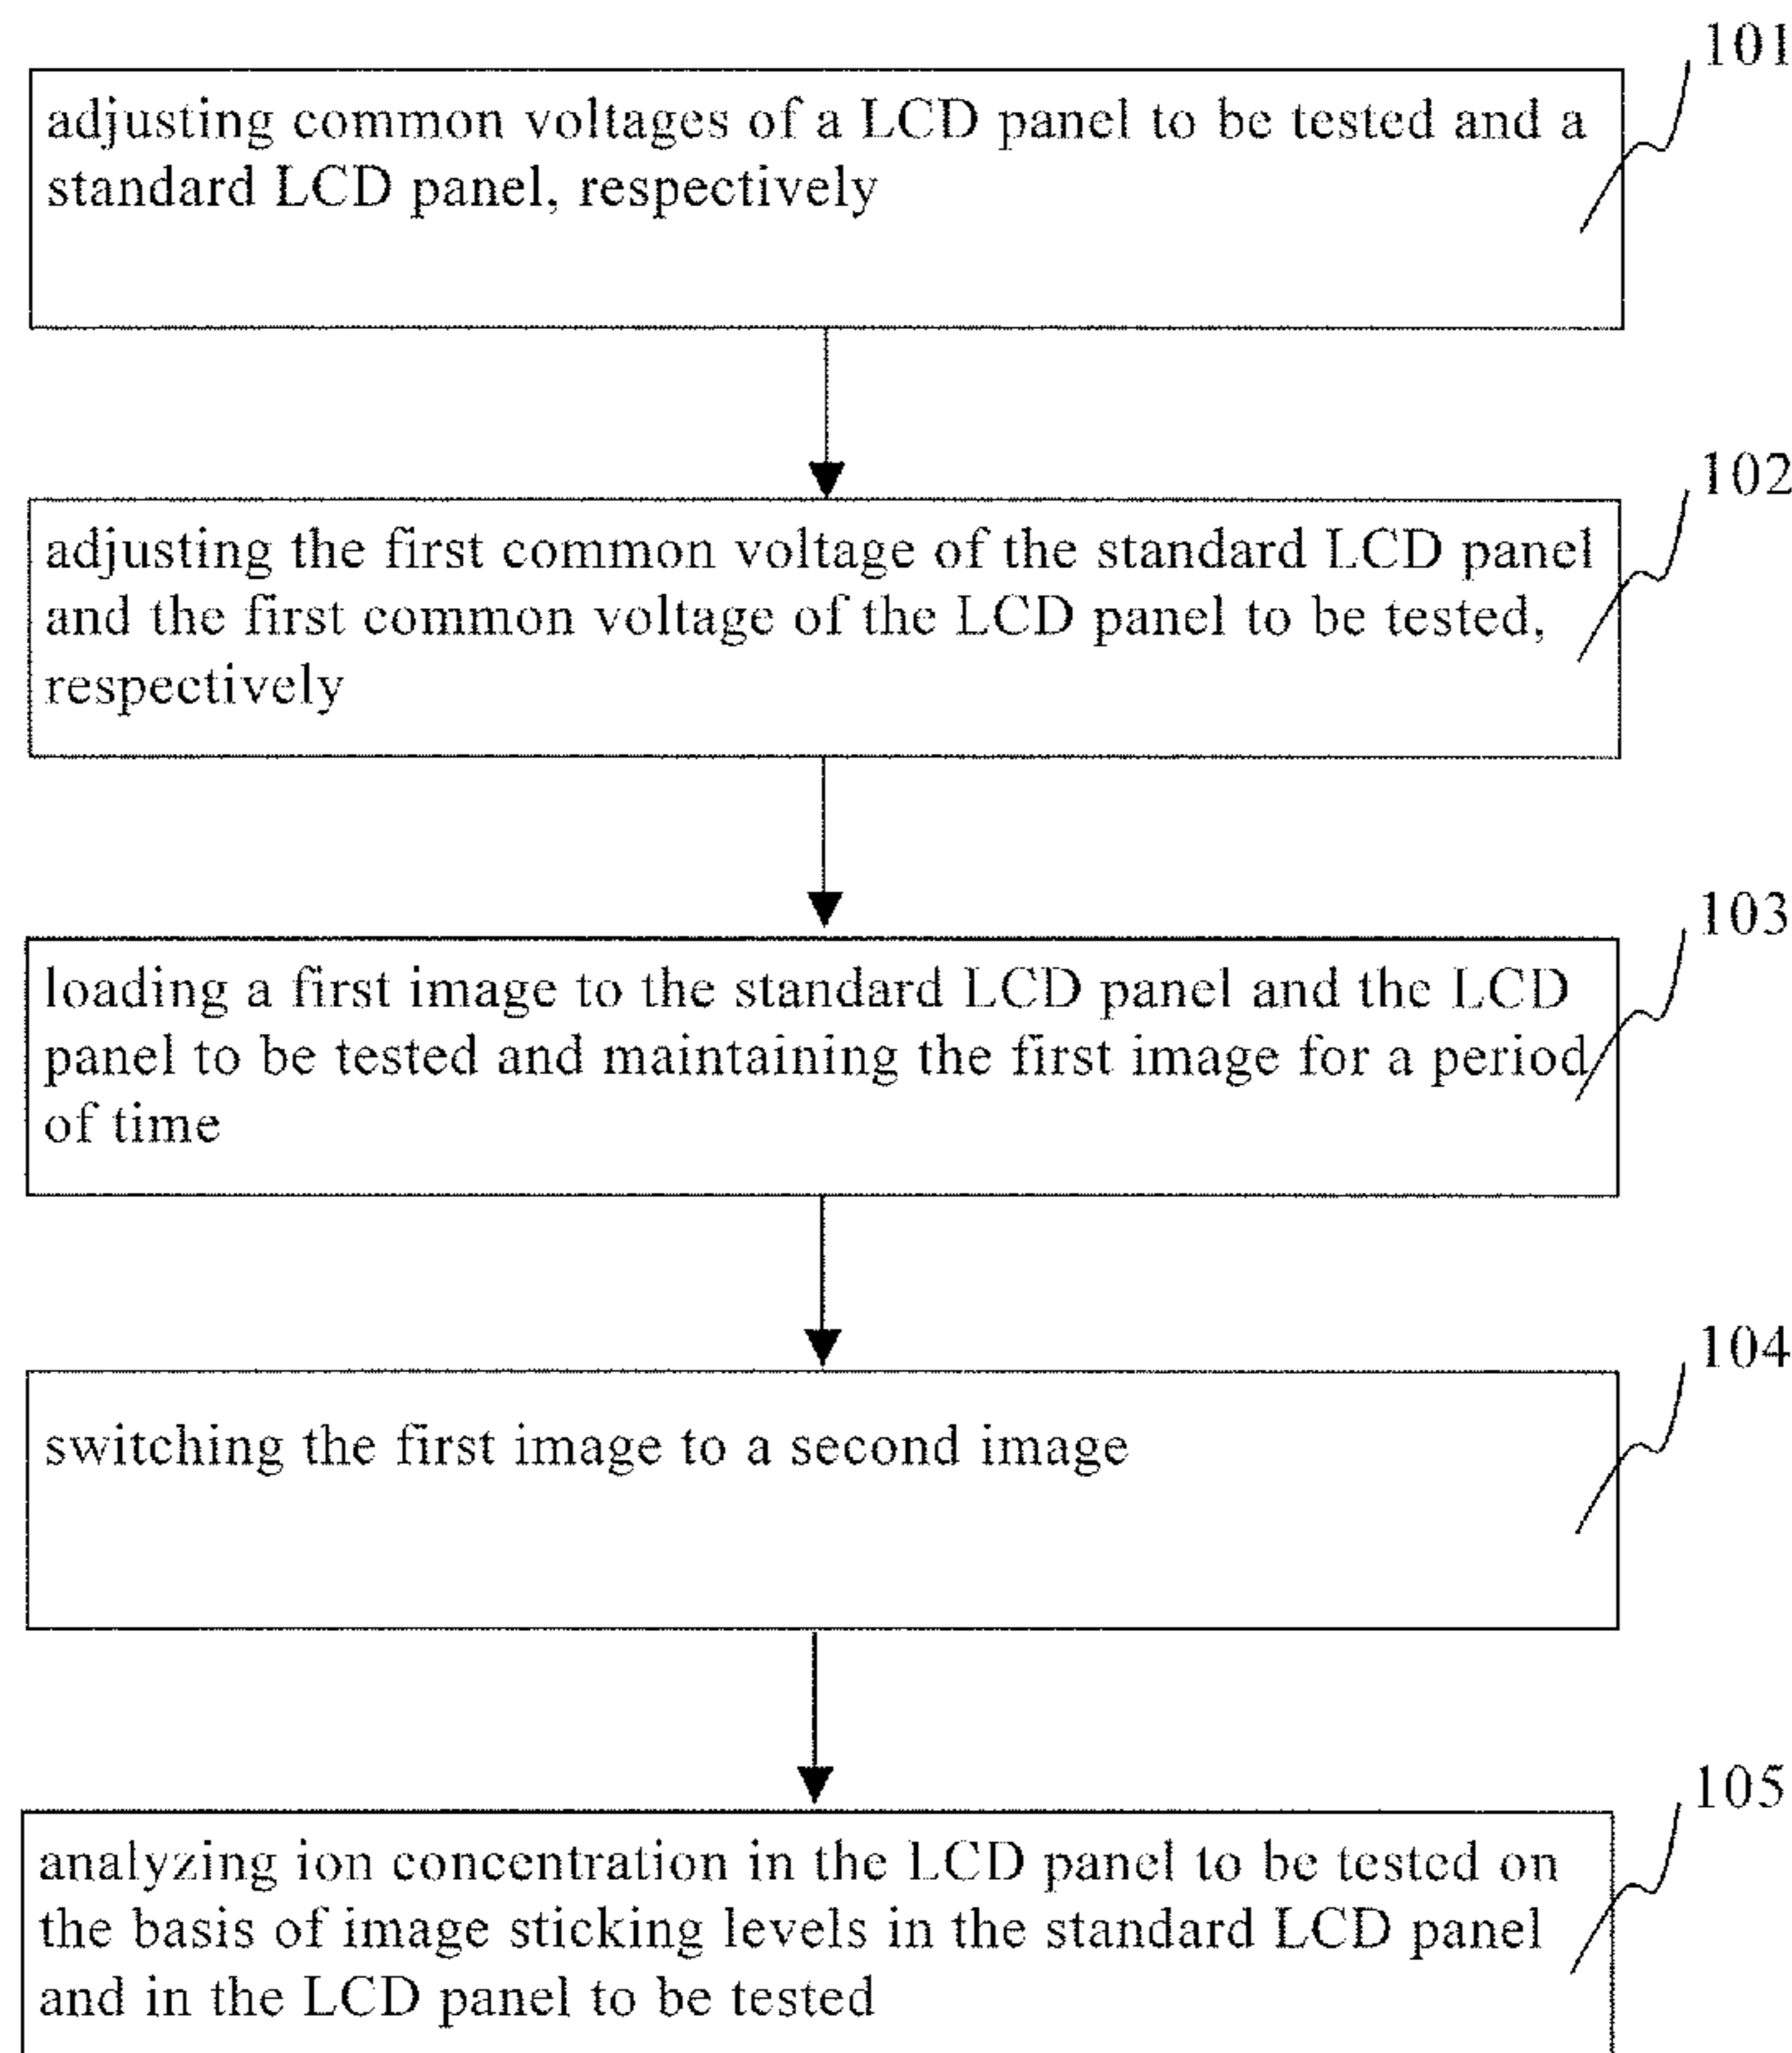 101
adjusting common voltages of a LCD panel to be tested and a
standard LCD panel, respectively
102
adjusting the first common voltage of the standard LCD panel
and the first common voltage of the LCD panel to be tested,
respectively
103
loading a first image to the standard LCD panel and the LCD
panel to be tested and maintaining the first image for a period
of time
104
switching the first image to a second image
105
analyzing ion concentration in the LCD panel to be tested on
the basis of image sticking levels in the standard LCD panel
and in the LCD panel to be tested